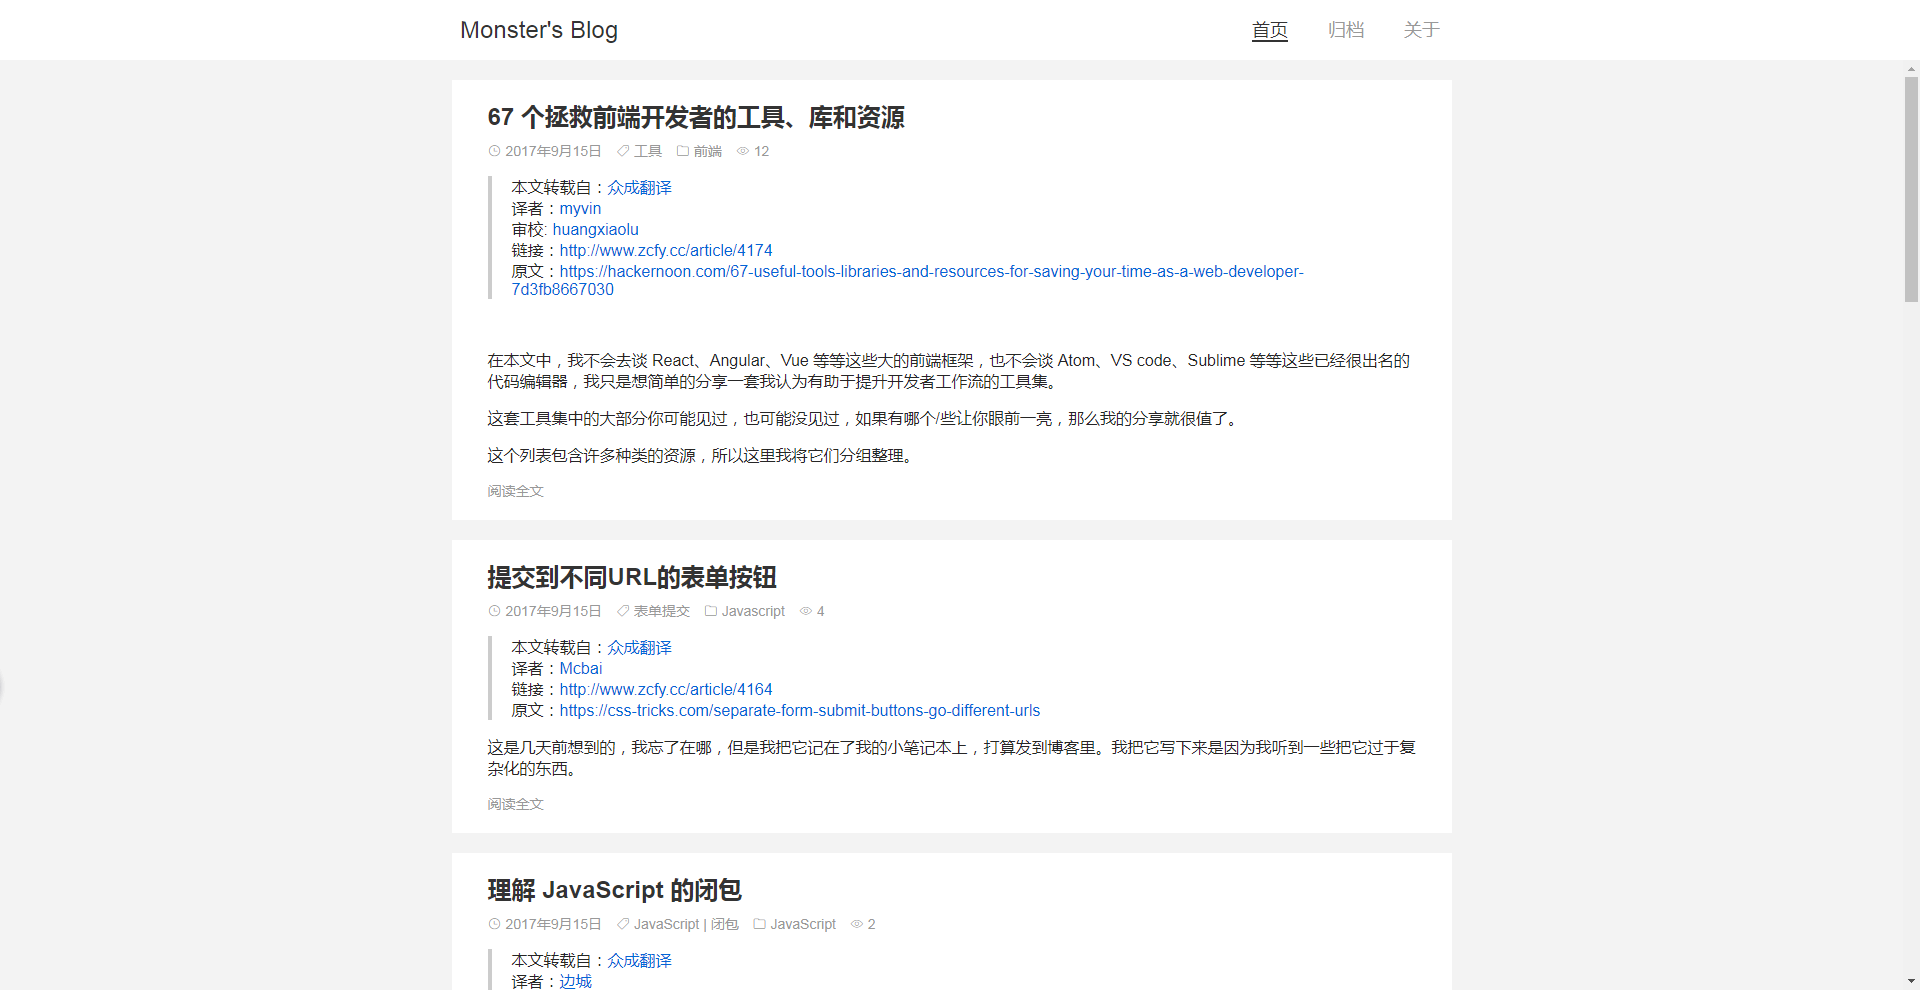 Monster's Blog
首页 归档 关于
67 个拯救前端开发者的工具、库和资源
2017年9月15日 工具 前端 12
本文转载自：众成翻译
译者：myvin
审校: huangxiaolu
链接：http://www.zcfy.cc/article/4174
原文：https://hackernoon.com/67-useful-tools-libraries-and-resources-for-saving-your-time-as-a-web-developer-
7d3fb8667030
在本文中，我不会去谈 React、Angular、Vue 等等这些大的前端框架，也不会谈 Atom、VS code、Sublime 等等这些已经很出名的
代码编辑器，我只是想简单的分享一套我认为有助于提升开发者工作流的工具集。
这套工具集中的大部分你可能见过，也可能没见过，如果有哪个/些让你眼前一亮，那么我的分享就很值了。
这个列表包含许多种类的资源，所以这里我将它们分组整理。
阅读全文
提交到不同URL的表单按钮
2017年9月15日 表单提交 Javascript 4
本文转载自：众成翻译
译者：Mcbai
链接：http://www.zcfy.cc/article/4164
原文：https://css-tricks.com/separate-form-submit-buttons-go-different-urls
这是几天前想到的，我忘了在哪，但是我把它记在了我的小笔记本上，打算发到博客里。我把它写下来是因为我听到一些把它过于复
杂化的东西。
阅读全文
理解 JavaScript 的闭包
2017年9月15日 JavaScript | 闭包 JavaScript 2
本文转载自：众成翻译
译者：边城